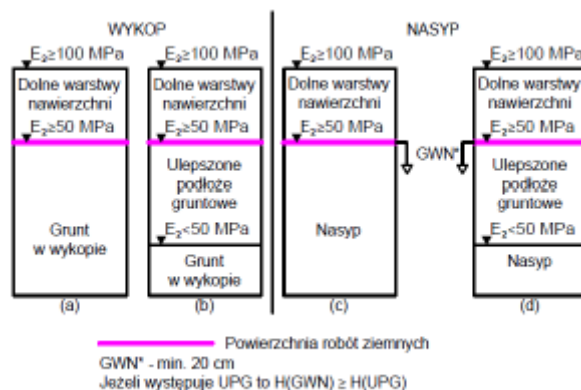 WYKOP
NASYP
E₂≥100 MPa
Dolne warstwy
nawierzchni
E₂≥50 MPa
Grunt
w wykopie
(a)
E₂≥100 MPa
Dolne warstwy
nawierzchni
E₂≥50 MPa
Ulepszone
podłoże
gruntowe
E₂<50 MPa
Grunt
w wykopie
(b)
E₂≥100 MPa
Dolne warstwy
nawierzchni
E₂≥50 MPa
Nasyp
(c)
GWN*
E₂≥100 MPa
Dolne warstwy
nawierzchni
E₂≥50 MPa
Ulepszone
podłoże
gruntowe
E₂<50 MPa
Nasyp
(d)
Powierzchnia robót ziemnych
GWN* - min. 20 cm
Jeżeli występuje UPG to H(GWN) ≥ H(UPG)